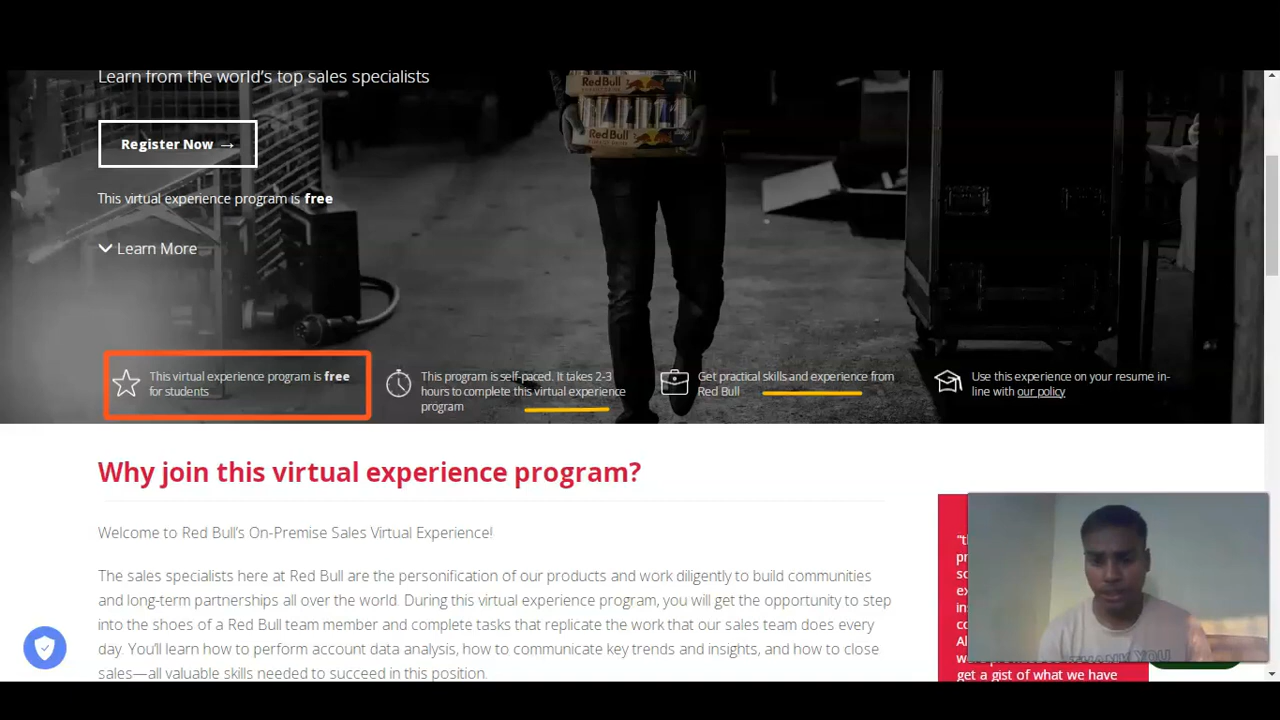 Learn from the world's top sales specialists
Red Bull
Red Bull
Register Now →
This virtual experience program is free
Learn More
This virtual experience program is free
for students
This program is self-paced. It takes 2-3
hours to complete this virtual experience
program
Get practical skills and experience from
Red Bull
Use this experience on your resume in-
line with our policy
Why join this virtual experience program?
Welcome to Red Bull's On-Premise Sales Virtual Experience!
The sales specialists here at Red Bull are the personification of our products and work diligently to build communities
and long-term partnerships all over the world. During this virtual experience program, you will get the opportunity to step
into the shoes of a Red Bull team member and complete tasks that replicate the work that our sales team does every
day. You'll learn how to perform account data analysis, how to communicate key trends and insights, and how to close
sales—all valuable skills needed to succeed in this position.
get a gist of what we have
THANK YOU